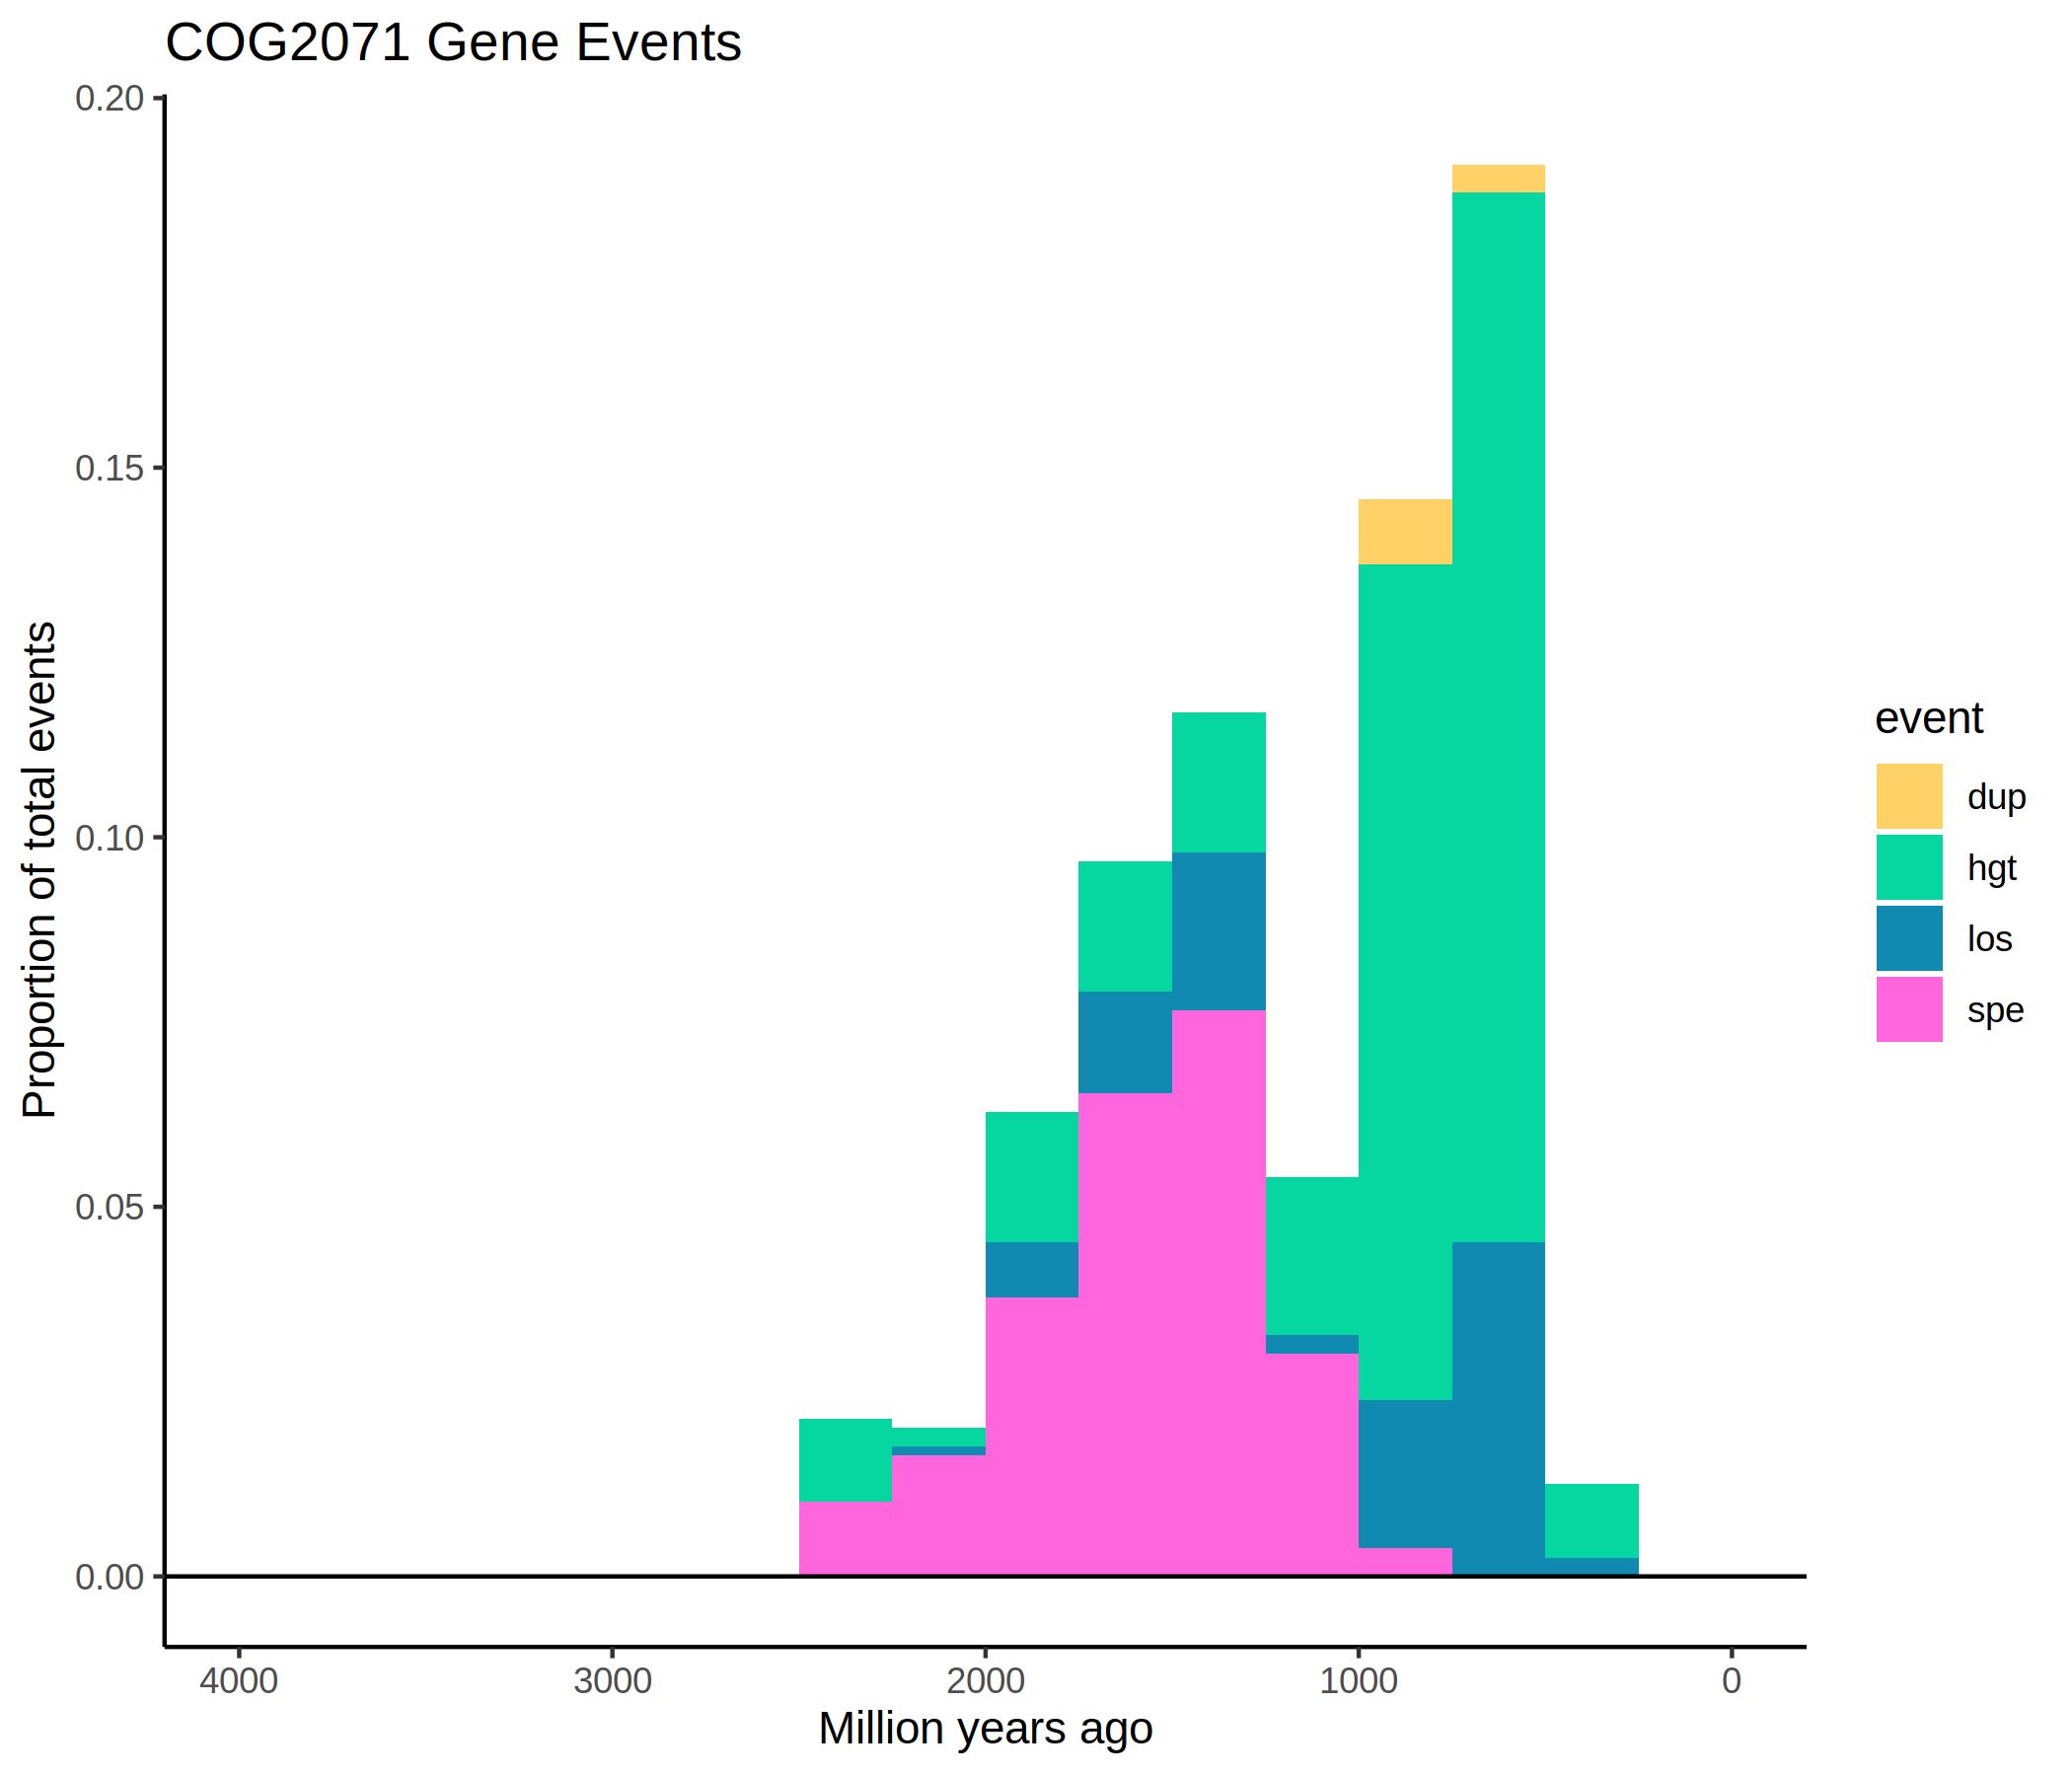 COG2071 Gene Events
0.20
0.15
0.10
0.05
0.00
Proportion of total events
4000 3000 2000 1000 0
Million years ago
event
dup
hgt
los
spe